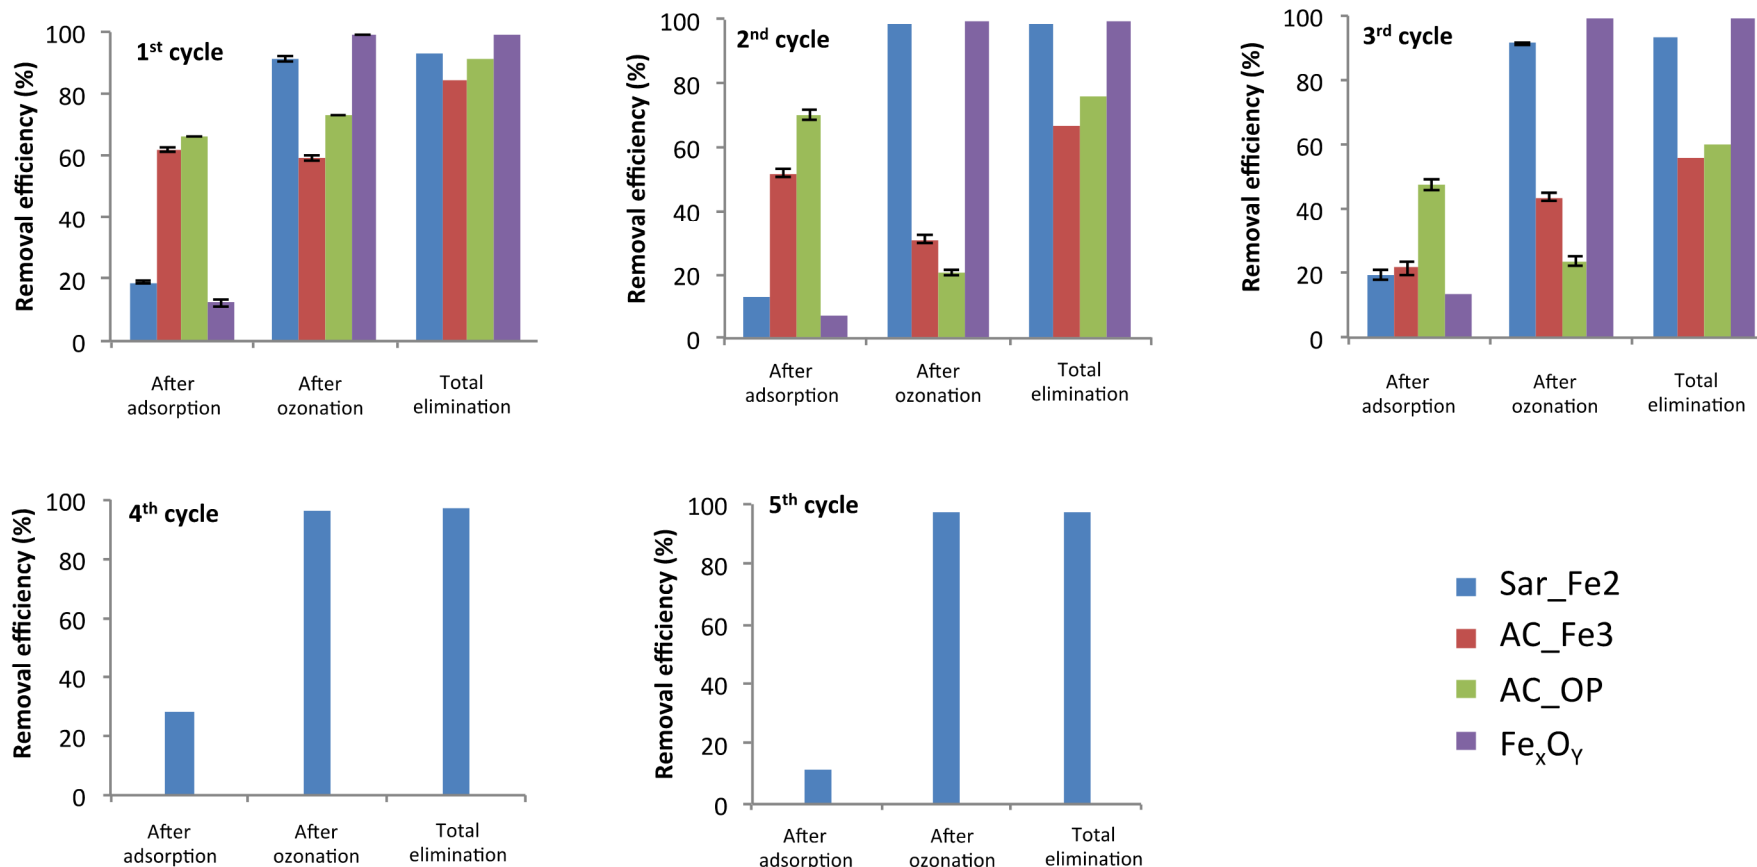 1st cycle
Removal efficiency (%)
100
80
60
40
20
0
After
adsorption
After
ozonation
Total
elimination
2nd cycle
Removal efficiency (%)
100
80
60
40
20
0
After
adsorption
After
ozonation
Total
elimination
3rd cycle
Removal efficiency (%)
100
80
60
40
20
0
After
adsorption
After
ozonation
Total
elimination
4th cycle
Removal efficiency (%)
100
80
60
40
20
0
After
adsorption
After
ozonation
Total
elimination
5th cycle
Removal efficiency (%)
100
80
60
40
20
0
After
adsorption
After
ozonation
Total
elimination
Sar_Fe2
AC_Fe3
AC_OP
FexOY